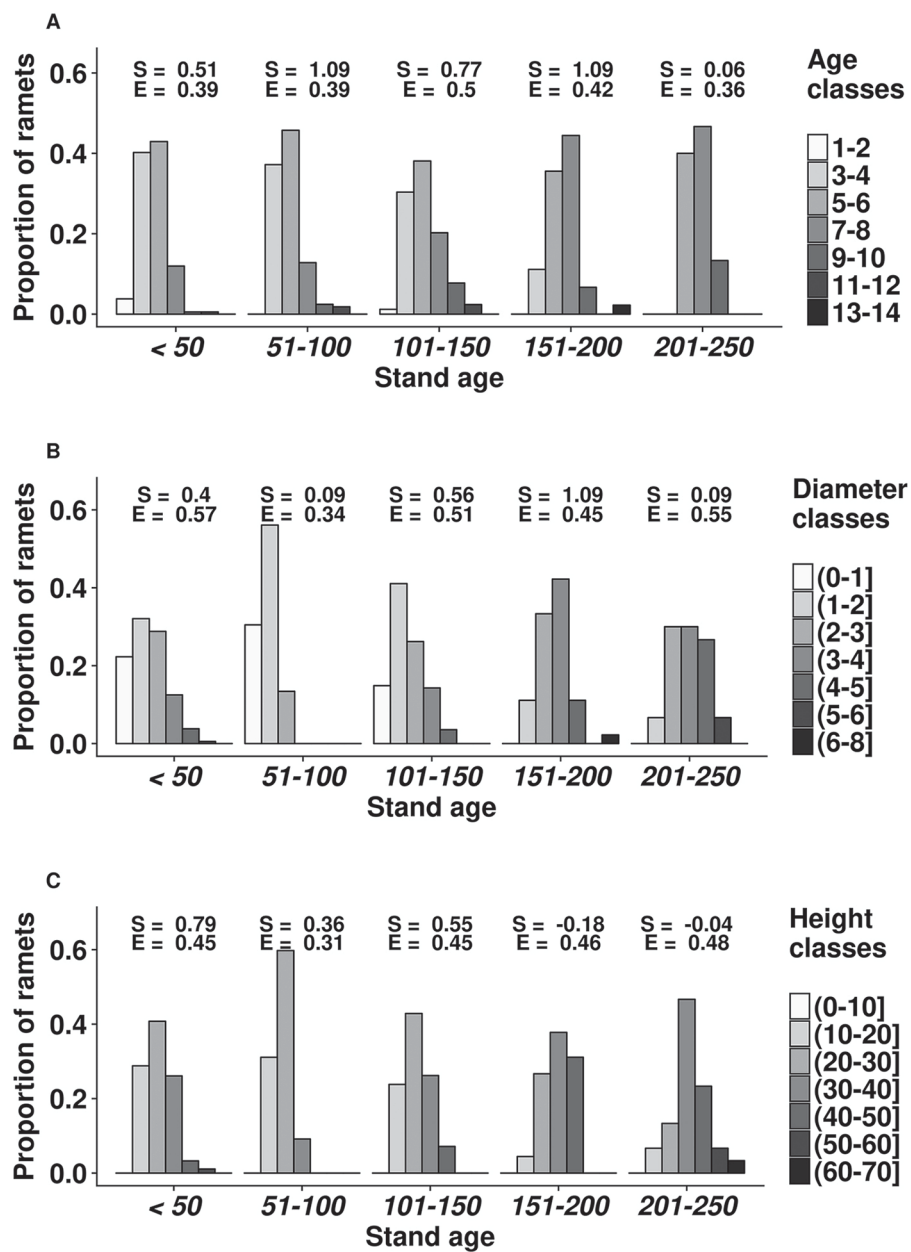 A
S = 0.51 S = 1.09 S = 0.77 S = 1.09 S = 0.06
E = 0.39 E = 0.39 E = 0.5 E = 0.42 E = 0.36
Proportion of ramets
0.6
0.4
0.2
0.0
< 50 51-100 101-150 151-200 201-250
Stand age
Age
classes
1-2
3-4
5-6
7-8
9-10
11-12
13-14
B
S = 0.4 S = 0.09 S = 0.56 S = 1.09 S = 0.09
E = 0.57 E = 0.34 E = 0.51 E = 0.45 E = 0.55
Proportion of ramets
0.6
0.4
0.2
0.0
< 50 51-100 101-150 151-200 201-250
Stand age
Diameter
classes
(0-1]
(1-2]
(2-3]
(3-4]
(4-5]
(5-6]
(6-8]
C
S = 0.79 S = 0.36 S = 0.55 S = -0.18 S = -0.04
E = 0.45 E = 0.31 E = 0.45 E = 0.46 E = 0.48
Proportion of ramets
0.6
0.4
0.2
0.0
< 50 51-100 101-150 151-200 201-250
Stand age
Height
classes
(0-10]
(10-20]
(20-30]
(30-40]
(40-50]
(50-60]
(60-70]